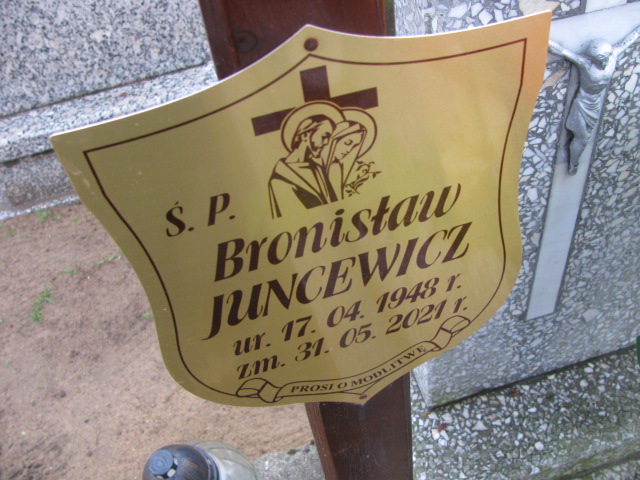 Ś. P.
Bronisław
JUNCEWICZ
ur. 17. 04. 1948 r.
zm. 31. 05. 2021 r.
PROSI O MODLITWĘ